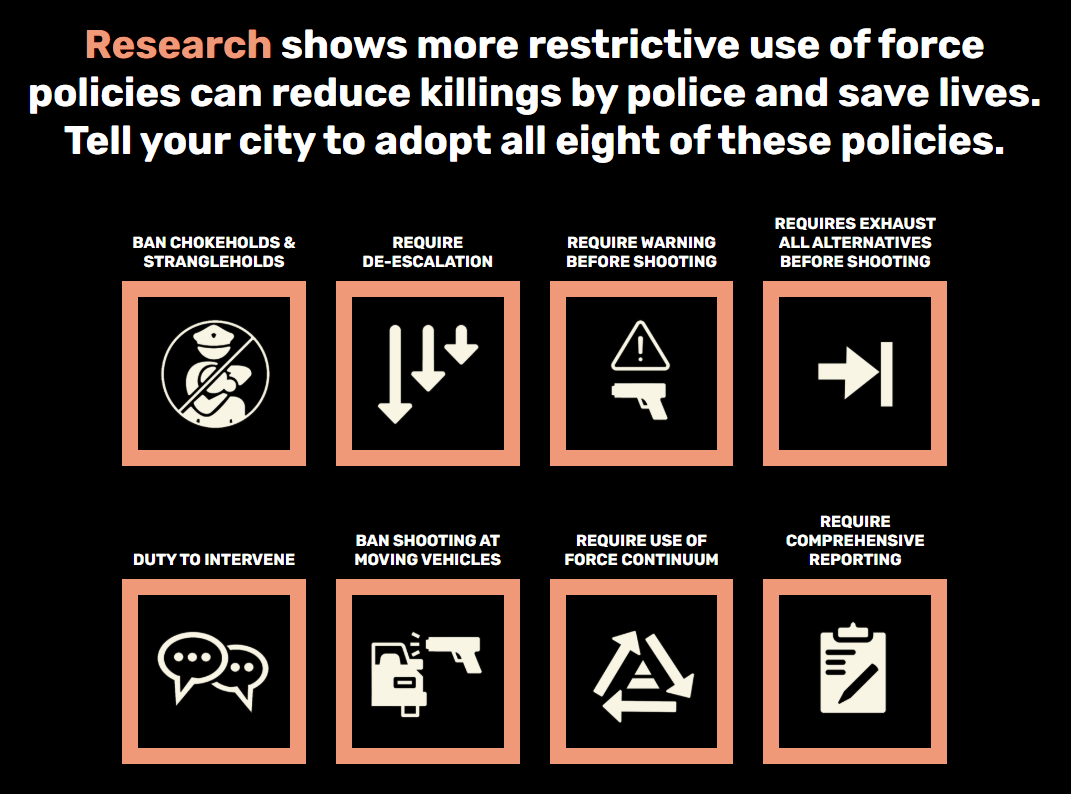 Research shows more restrictive use of force
policies can reduce killings by police and save lives.
Tell your city to adopt all eight of these policies.
BAN CHOKEHOLDS &
STRANGLEHOLDS
REQUIRE
DE-ESCALATION
REQUIRE WARNING
BEFORE SHOOTING
REQUIRES EXHAUST
ALL ALTERNATIVES
BEFORE SHOOTING
DUTY TO INTERVENE
BAN SHOOTING AT
MOVING VEHICLES
REQUIRE USE OF
FORCE CONTINUUM
REQUIRE
COMPREHENSIVE
REPORTING